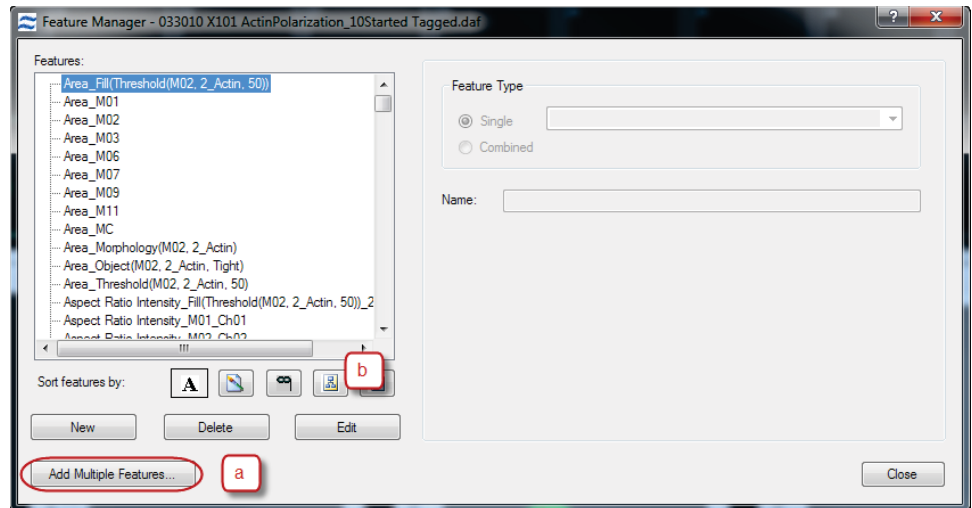 Feature Manager - 033010 X101 ActinPolarization_10Started Tagged.daf
Features:
Area_Fill(Threshold(M02, 2_Actin, 50))
Area_M01
Area_M02
Area_M03
Area_M06
Area_M07
Area_M09
Area_M11
Area_MC
Area_Morphology(M02, 2_Actin)
Area_Object(M02, 2_Actin, Tight)
Area_Threshold(M02, 2_Actin, 50)
Aspect Ratio Intensity_Fill(Threshold(M02, 2_Actin, 50))_2
Aspect Ratio Intensity_M01_Ch01
Aspect Ratio Intensity_M02_Ch02
Sort features by:
A
b
New
Delete
Edit
Add Multiple Features...
a
Feature Type
Single
Combined
Name:
Close